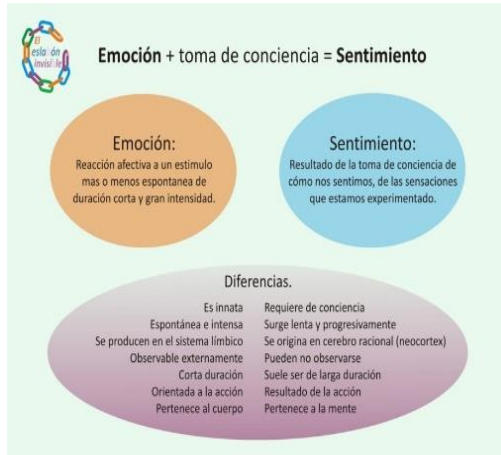 El
eslabón
invisible
Emoción + toma de conciencia = Sentimiento
Emoción:
Reacción afectiva a un estimulo
mas o menos espontanea de
duración corta y gran intensidad.
Sentimiento:
Resultado de la toma de conciencia de
cómo nos sentimos, de las sensaciones
que estamos experimentado.
Diferencias.
Es innata Requiere de conciencia
Espontánea e intensa Surge lenta y progresivamente
Se producen en el sistema límbico Se origina en cerebro racional (neocortex)
Observable externamente Pueden no observarse
Corta duración Suele ser de larga duración
Orientada a la acción Resultado de la acción
Pertenece al cuerpo Pertenece a la mente